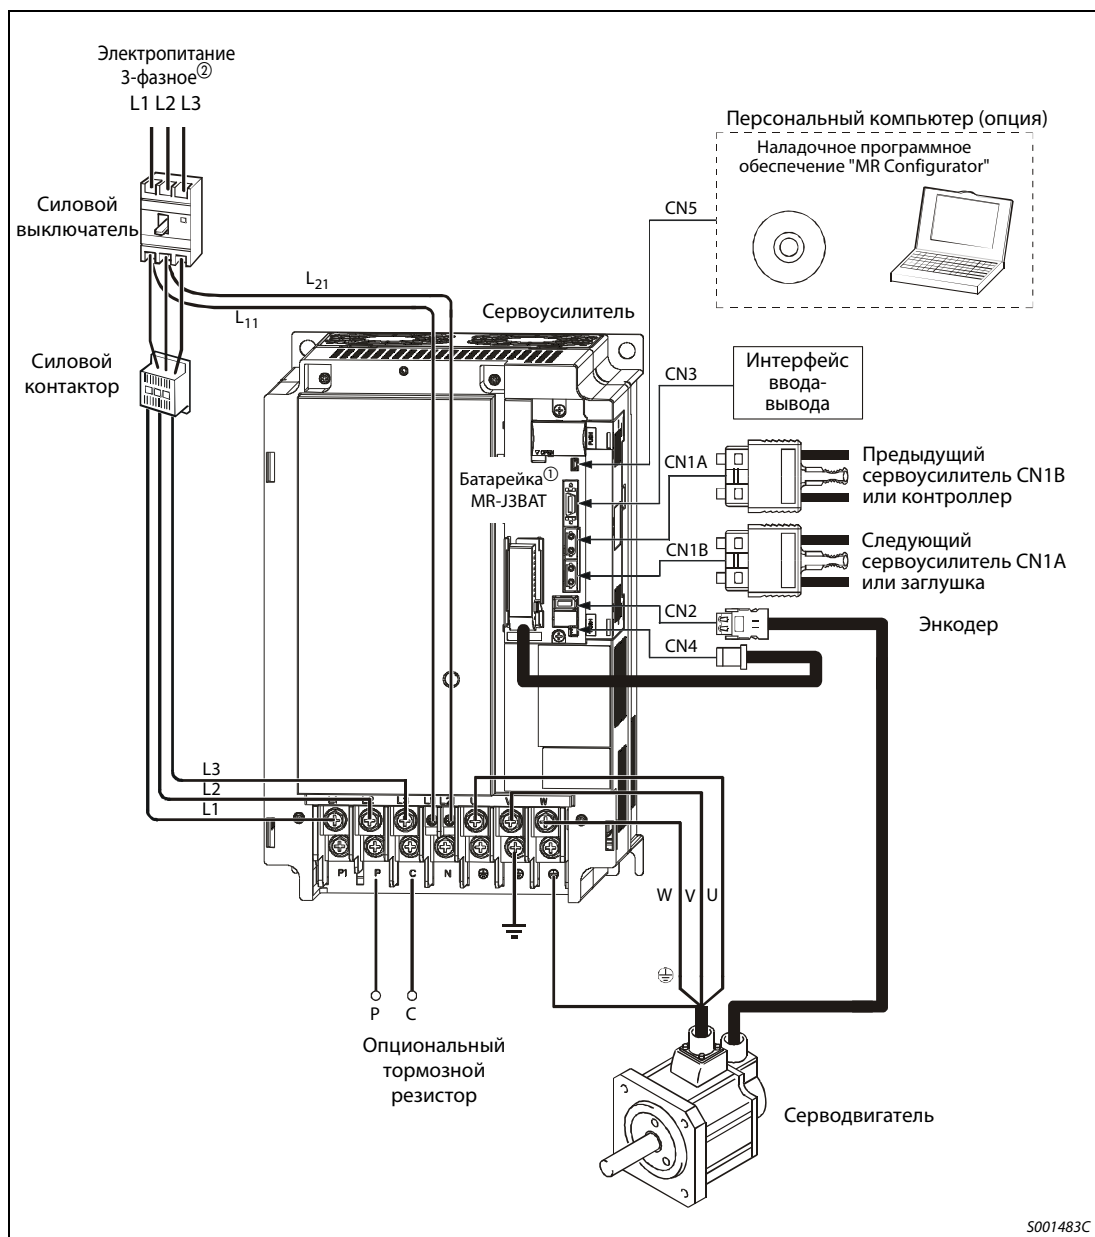 Электропитание
3-фазное②
L1 L2 L3
Персональный компьютер (опция)
Наладочное программное
обеспечение "MR Configurator"
CN5
Силовой
выключатель
L21
L11
Сервоусилитель
Силовой
контактор
CN3
Интерфейс
ввода-
вывода
OPEN
PUSH
CN1A
Предыдущий
сервоусилитель CN1B
или контроллер
Батарейка①
MR-J3BAT
CN1B
Следующий
сервоусилитель CN1A
или заглушка
CN2
Энкодер
CN4
L3
L2
L1
W
P1 P C N
W V U
P C
Опциональный
тормозной
резистор
Серводвигатель
S001483C